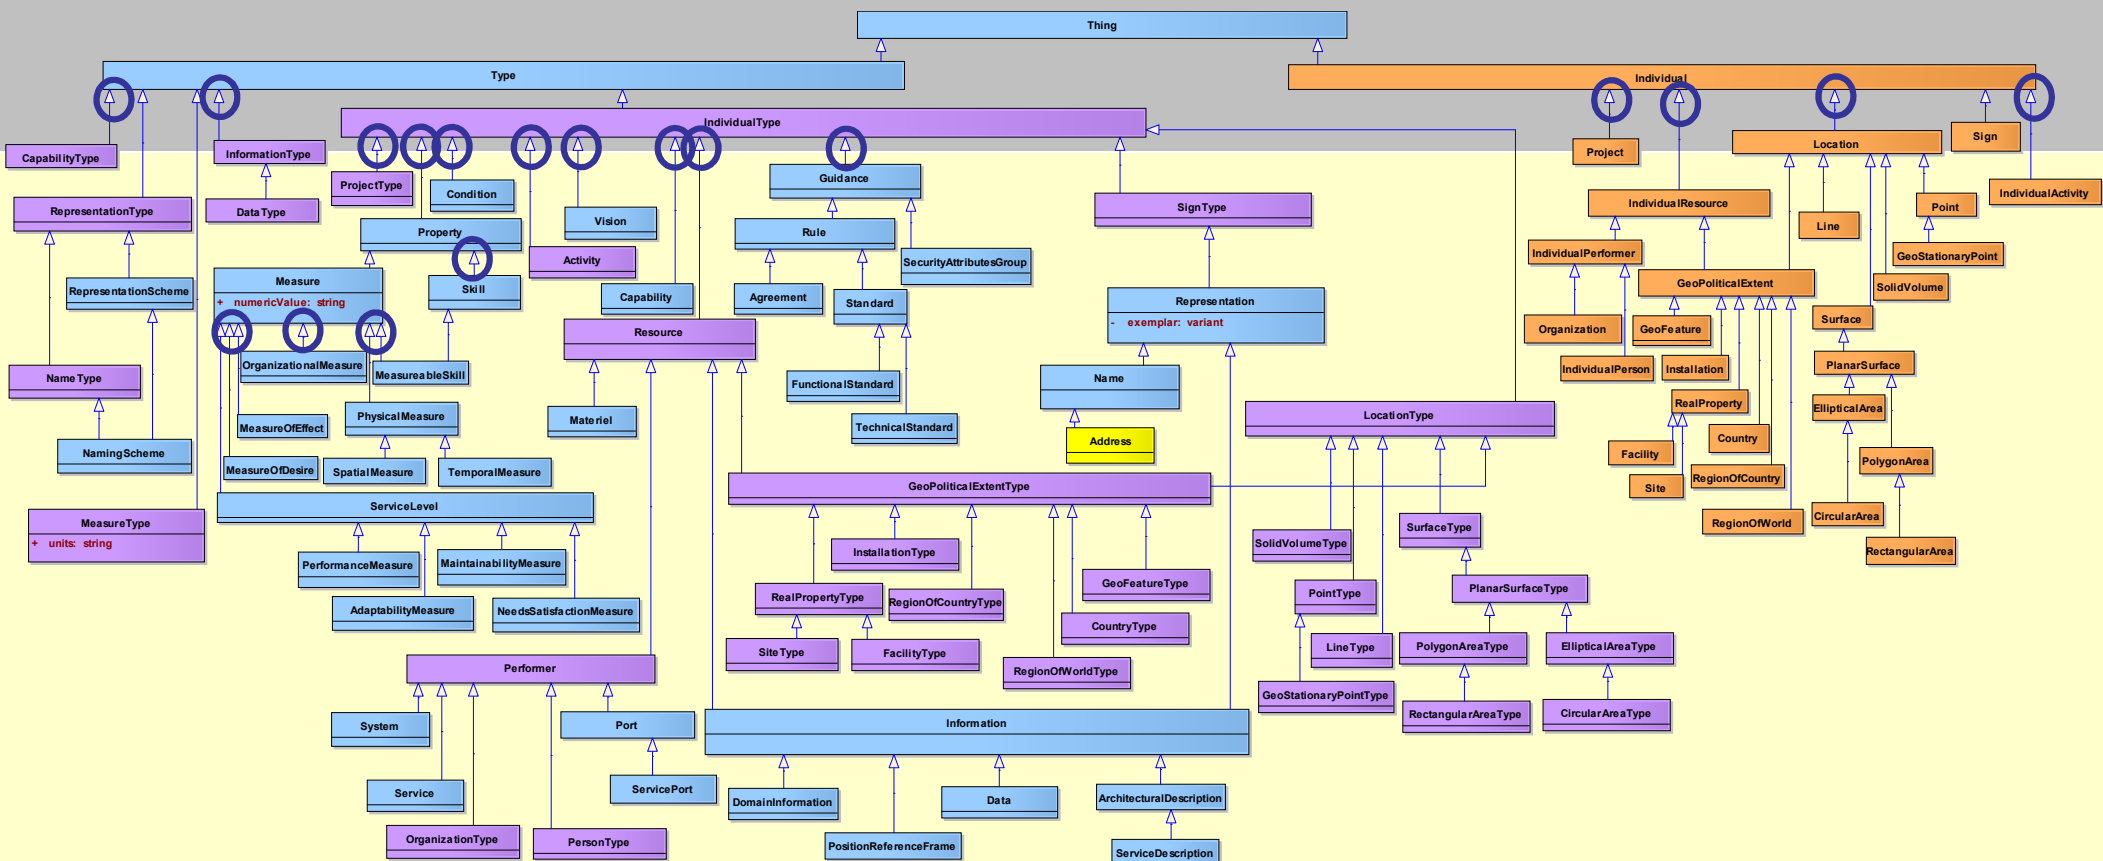 Thing
Type
Individual
IndividualType
CapabilityType
InformationType
ProjectType
Condition
Guidance
Project
Location
Sign
RepresentationType
DataType
Property
Vision
Activity
Rule
SecurityAttributesGroup
SignType
IndividualResource
Line
Point
IndividualActivity
GeoStationaryPoint
SolidVolume
RepresentationScheme
Measure
+ numericValue: string
Skill
Capability
Agreement
Standard
Representation
- exemplar: variant
IndividualPerformer
GeoPoliticalExtent
Surface
Resource
Organization
GeoFeature
OrganizationalMeasure
MeasureableSkill
IndividualPerson
Installation
PlanarSurface
NameType
FunctionalStandard
Name
RealProperty
EllipticalArea
PhysicalMeasure
MeasureOfEffect
Materiel
TechnicalStandard
Address
LocationType
Country
Facility
NamingScheme
MeasureOfDesire
SpatialMeasure
TemporalMeasure
PolygonArea
Site
RegionOfCountry
GeoPoliticalExtentType
ServiceLevel
CircularArea
RegionOfWorld
RectangularArea
MeasureType
+ units: string
SolidVolumeType
SurfaceType
PerformanceMeasure
MaintainabilityMeasure
InstallationType
GeoFeatureType
PlanarSurfaceType
RealPropertyType
RegionOfCountryType
PointType
AdaptabilityMeasure
NeedsSatisfactionMeasure
CountryType
SiteType
FacilityType
RegionOfWorldType
LineType
PolygonAreaType
EllipticalAreaType
Performer
GeoStationaryPointType
RectangularAreaType
CircularAreaType
System
Port
Information
Service
ServicePort
DomainInformation
Data
ArchitecturalDescription
OrganizationType
PersonType
PositionReferenceFrame
ServiceDescription